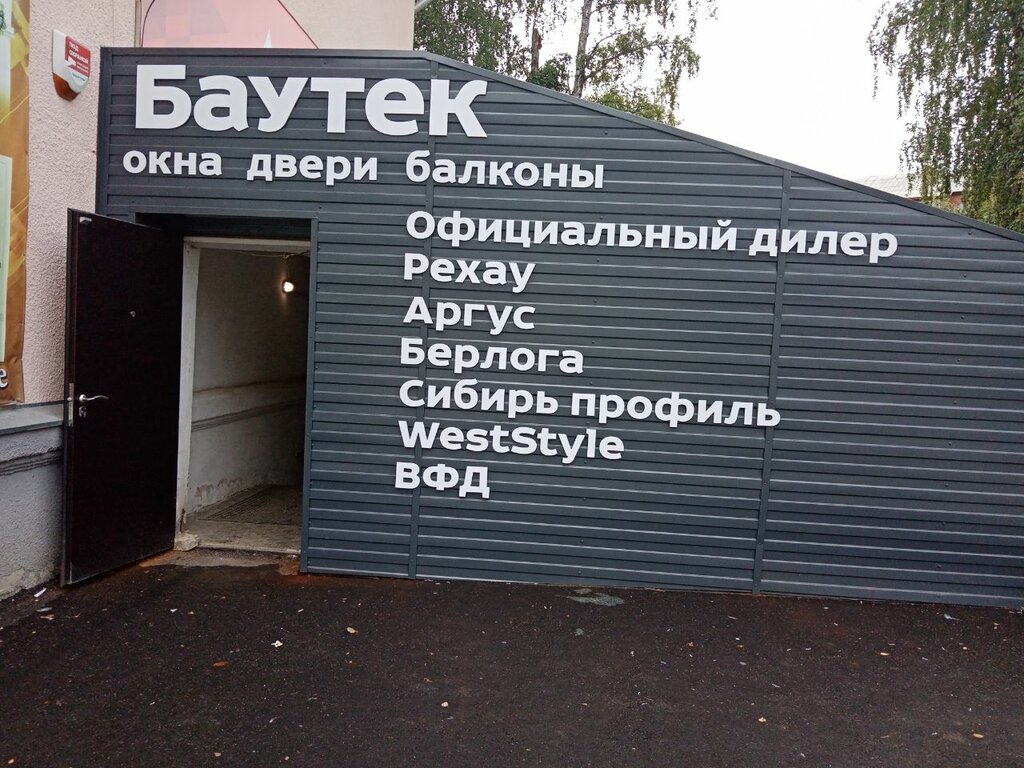 Баутек
окна двери балконы
Официальный дилер
Рехау
Аргус
Берлога
Сибирь профиль
WestStyle
ВФД